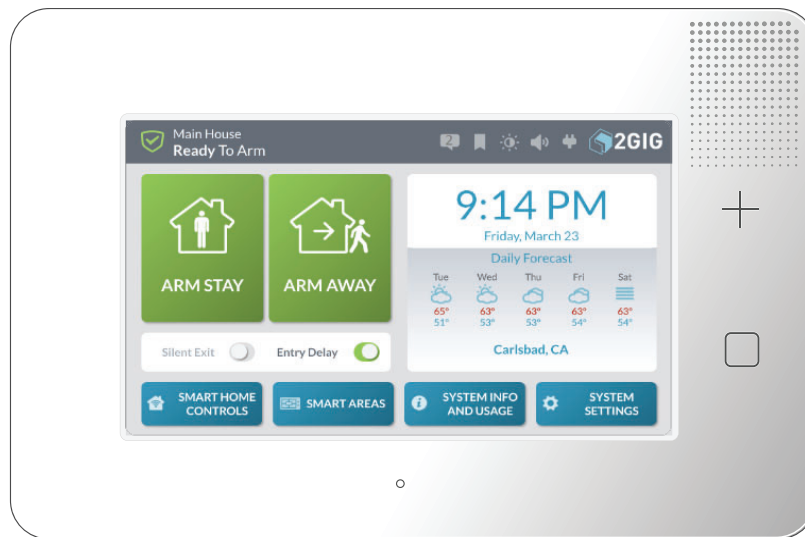 Main House
Ready To Arm
2
2GIG
ARM STAY
ARM AWAY
Silent Exit
Entry Delay
9:14 PM
Friday, March 23
Daily Forecast
Tue Wed Thu Fri Sat
65° 63° 63° 63° 63°
51° 53° 53° 54° 54°
Carlsbad, CA
SMART HOME
CONTROLS
SMART AREAS
SYSTEM INFO
AND USAGE
SYSTEM
SETTINGS